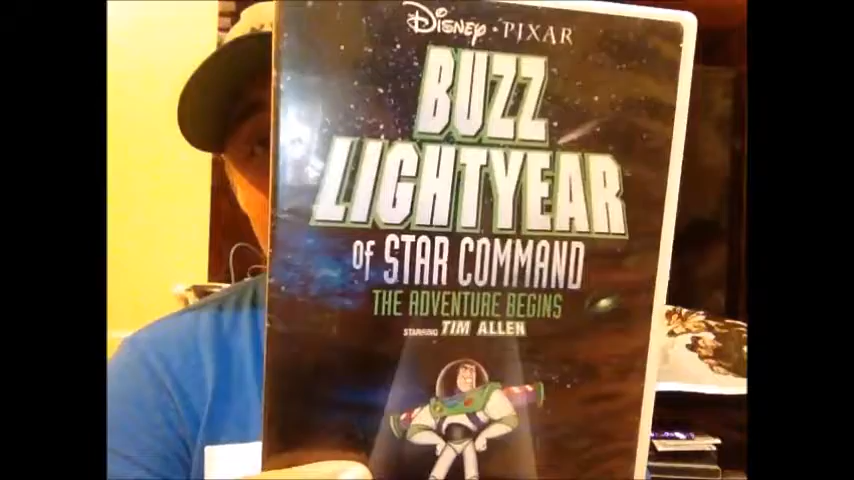 Disney · PIXAR
BUZZ
LIGHTYEAR
of STAR COMMAND
THE ADVENTURE BEGINS
STARRING TIM ALLEN